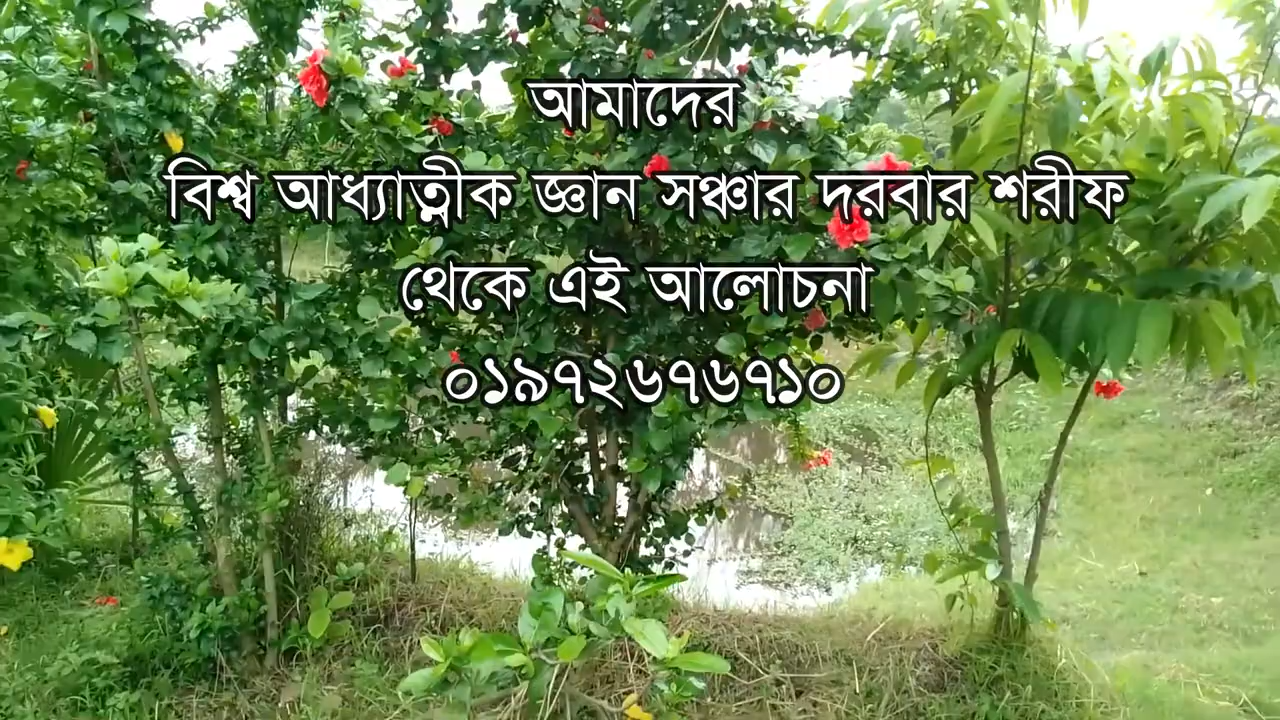 আমাদের
বিশ্ব আধ্যাত্নীক জ্ঞান সঞ্চার দরবার শরীফ
থেকে এই আলোচনা
০১৯৭২৬৭৬৭১০